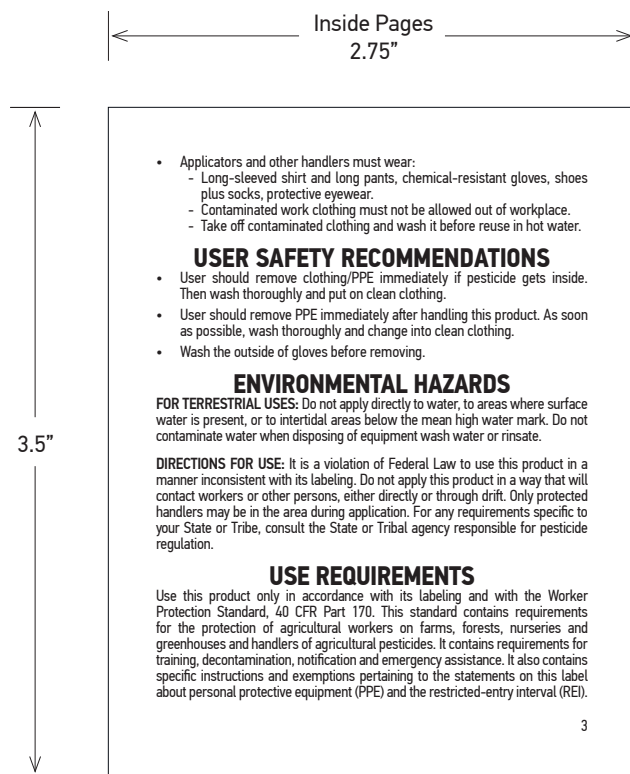 Inside Pages
2.75”
3.5”
• Applicators and other handlers must wear:
- Long-sleeved shirt and long pants, chemical-resistant gloves, shoes
plus socks, protective eyewear.
- Contaminated work clothing must not be allowed out of workplace.
- Take off contaminated clothing and wash it before reuse in hot water.
USER SAFETY RECOMMENDATIONS
• User should remove clothing/PPE immediately if pesticide gets inside.
Then wash thoroughly and put on clean clothing.
• User should remove PPE immediately after handling this product. As soon
as possible, wash thoroughly and change into clean clothing.
• Wash the outside of gloves before removing.
ENVIRONMENTAL HAZARDS
FOR TERRESTRIAL USES: Do not apply directly to water, to areas where surface
water is present, or to intertidal areas below the mean high water mark. Do not
contaminate water when disposing of equipment wash water or rinsate.
DIRECTIONS FOR USE: It is a violation of Federal Law to use this product in a
manner inconsistent with its labeling. Do not apply this product in a way that will
contact workers or other persons, either directly or through drift. Only protected
handlers may be in the area during application. For any requirements specific to
your State or Tribe, consult the State or Tribal agency responsible for pesticide
regulation.
USE REQUIREMENTS
Use this product only in accordance with its labeling and with the Worker
Protection Standard, 40 CFR Part 170. This standard contains requirements
for the protection of agricultural workers on farms, forests, nurseries and
greenhouses and handlers of agricultural pesticides. It contains requirements for
training, decontamination, notification and emergency assistance. It also contains
specific instructions and exemptions pertaining to the statements on this label
about personal protective equipment (PPE) and the restricted-entry interval (REI).
3